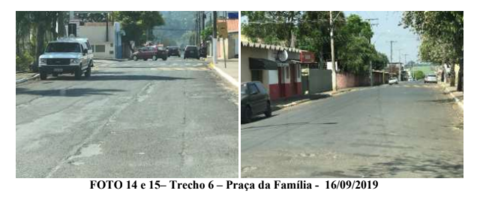 FOTO 14 e 15– Trecho 6 – Praça da Família - 16/09/2019